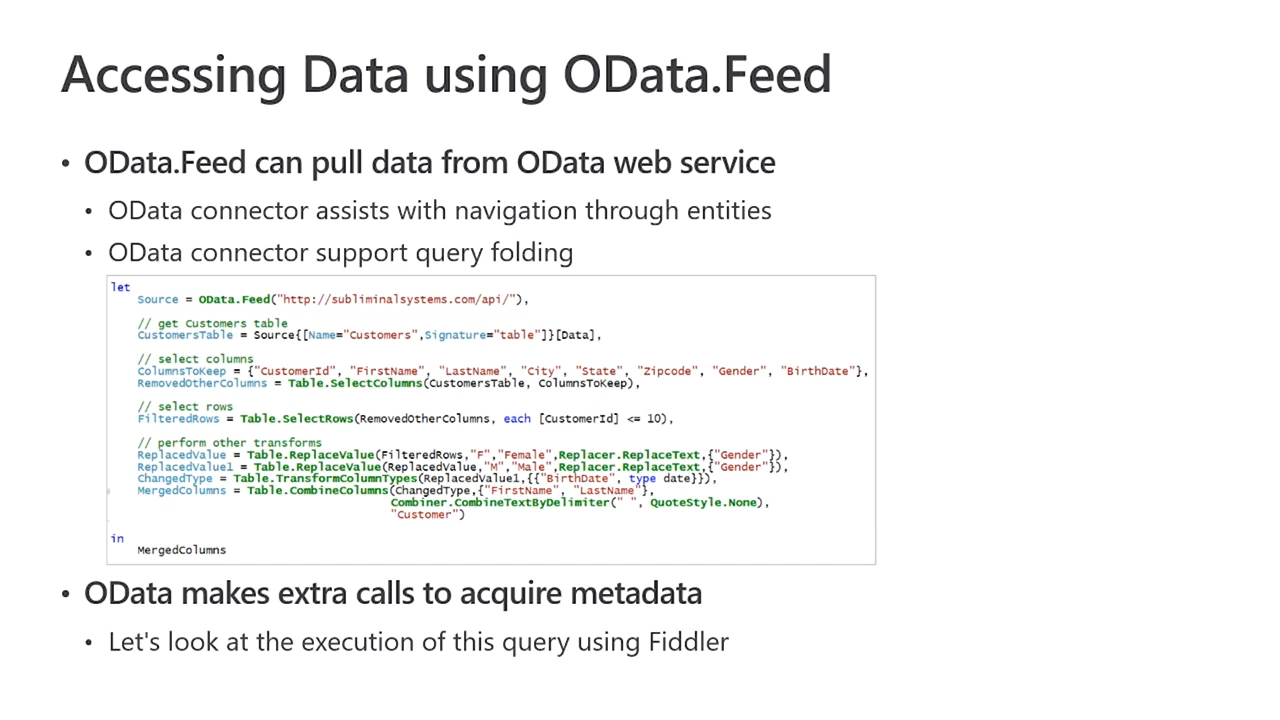 Accessing Data using OData.Feed
• OData.Feed can pull data from OData web service
• OData connector assists with navigation through entities
• OData connector support query folding
let
Source = OData.Feed("http://subliminalsystems.com/api/"),
// get Customers table
CustomersTable = Source{[Name="Customers",Signature="table"]}[Data],
// select columns
ColumnsToKeep = {"CustomerId", "FirstName", "LastName", "City", "State", "Zipcode", "Gender", "BirthDate"},
RemovedOtherColumns = Table.SelectColumns(CustomersTable, ColumnsToKeep),
// select rows
FilteredRows = Table.SelectRows(RemovedOtherColumns, each [CustomerId] <= 10),
// perform other transforms
ReplacedValue = Table.ReplaceValue(FilteredRows,"F","Female",Replacer.ReplaceText,{"Gender"}),
ReplacedValue1 = Table.ReplaceValue(ReplacedValue,"M","Male",Replacer.ReplaceText,{"Gender"}),
ChangedType = Table.TransformColumnTypes(ReplacedValue1,{{"BirthDate", type date}}),
MergedColumns = Table.CombineColumns(ChangedType,{"FirstName", "LastName"},
Combiner.CombineTextByDelimiter(" ", QuoteStyle.None),
"Customer")
in
MergedColumns
• OData makes extra calls to acquire metadata
• Let's look at the execution of this query using Fiddler